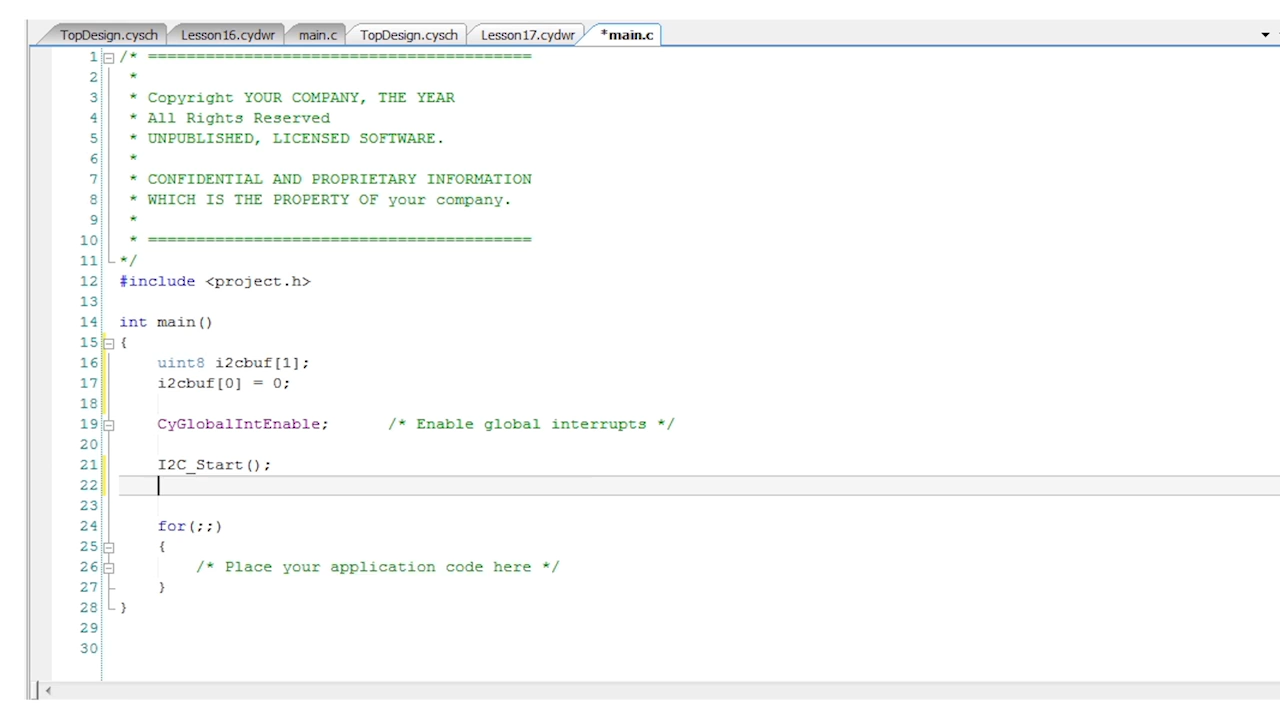 TopDesign.cysch Lesson16.cydwr main.c TopDesign.cysch Lesson17.cydwr *main.c
1 /* ========================================
2 *
3 * Copyright YOUR COMPANY, THE YEAR
4 * All Rights Reserved
5 * UNPUBLISHED, LICENSED SOFTWARE.
6 *
7 * CONFIDENTIAL AND PROPRIETARY INFORMATION
8 * WHICH IS THE PROPERTY OF your company.
9 *
10 * ========================================
11 */
12 #include <project.h>
13
14 int main()
15 {
16 uint8 i2cbuf[1];
17 i2cbuf[0] = 0;
18
19 CyGlobalIntEnable; /* Enable global interrupts */
20
21 I2C_Start();
22
23
24 for(;;)
25 {
26 /* Place your application code here */
27 }
28 }
29
30